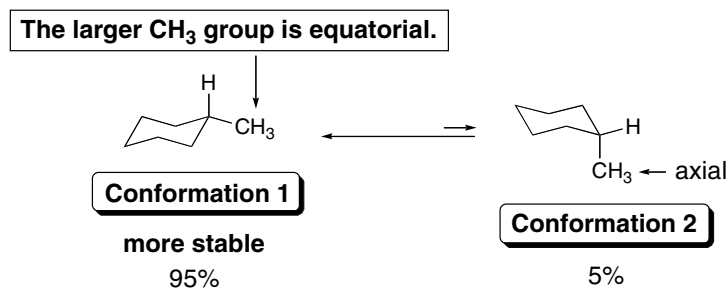 The larger CH₃ group is equatorial.
H
CH₃
H
CH₃
axial
Conformation 1
Conformation 2
more stable
95%
5%